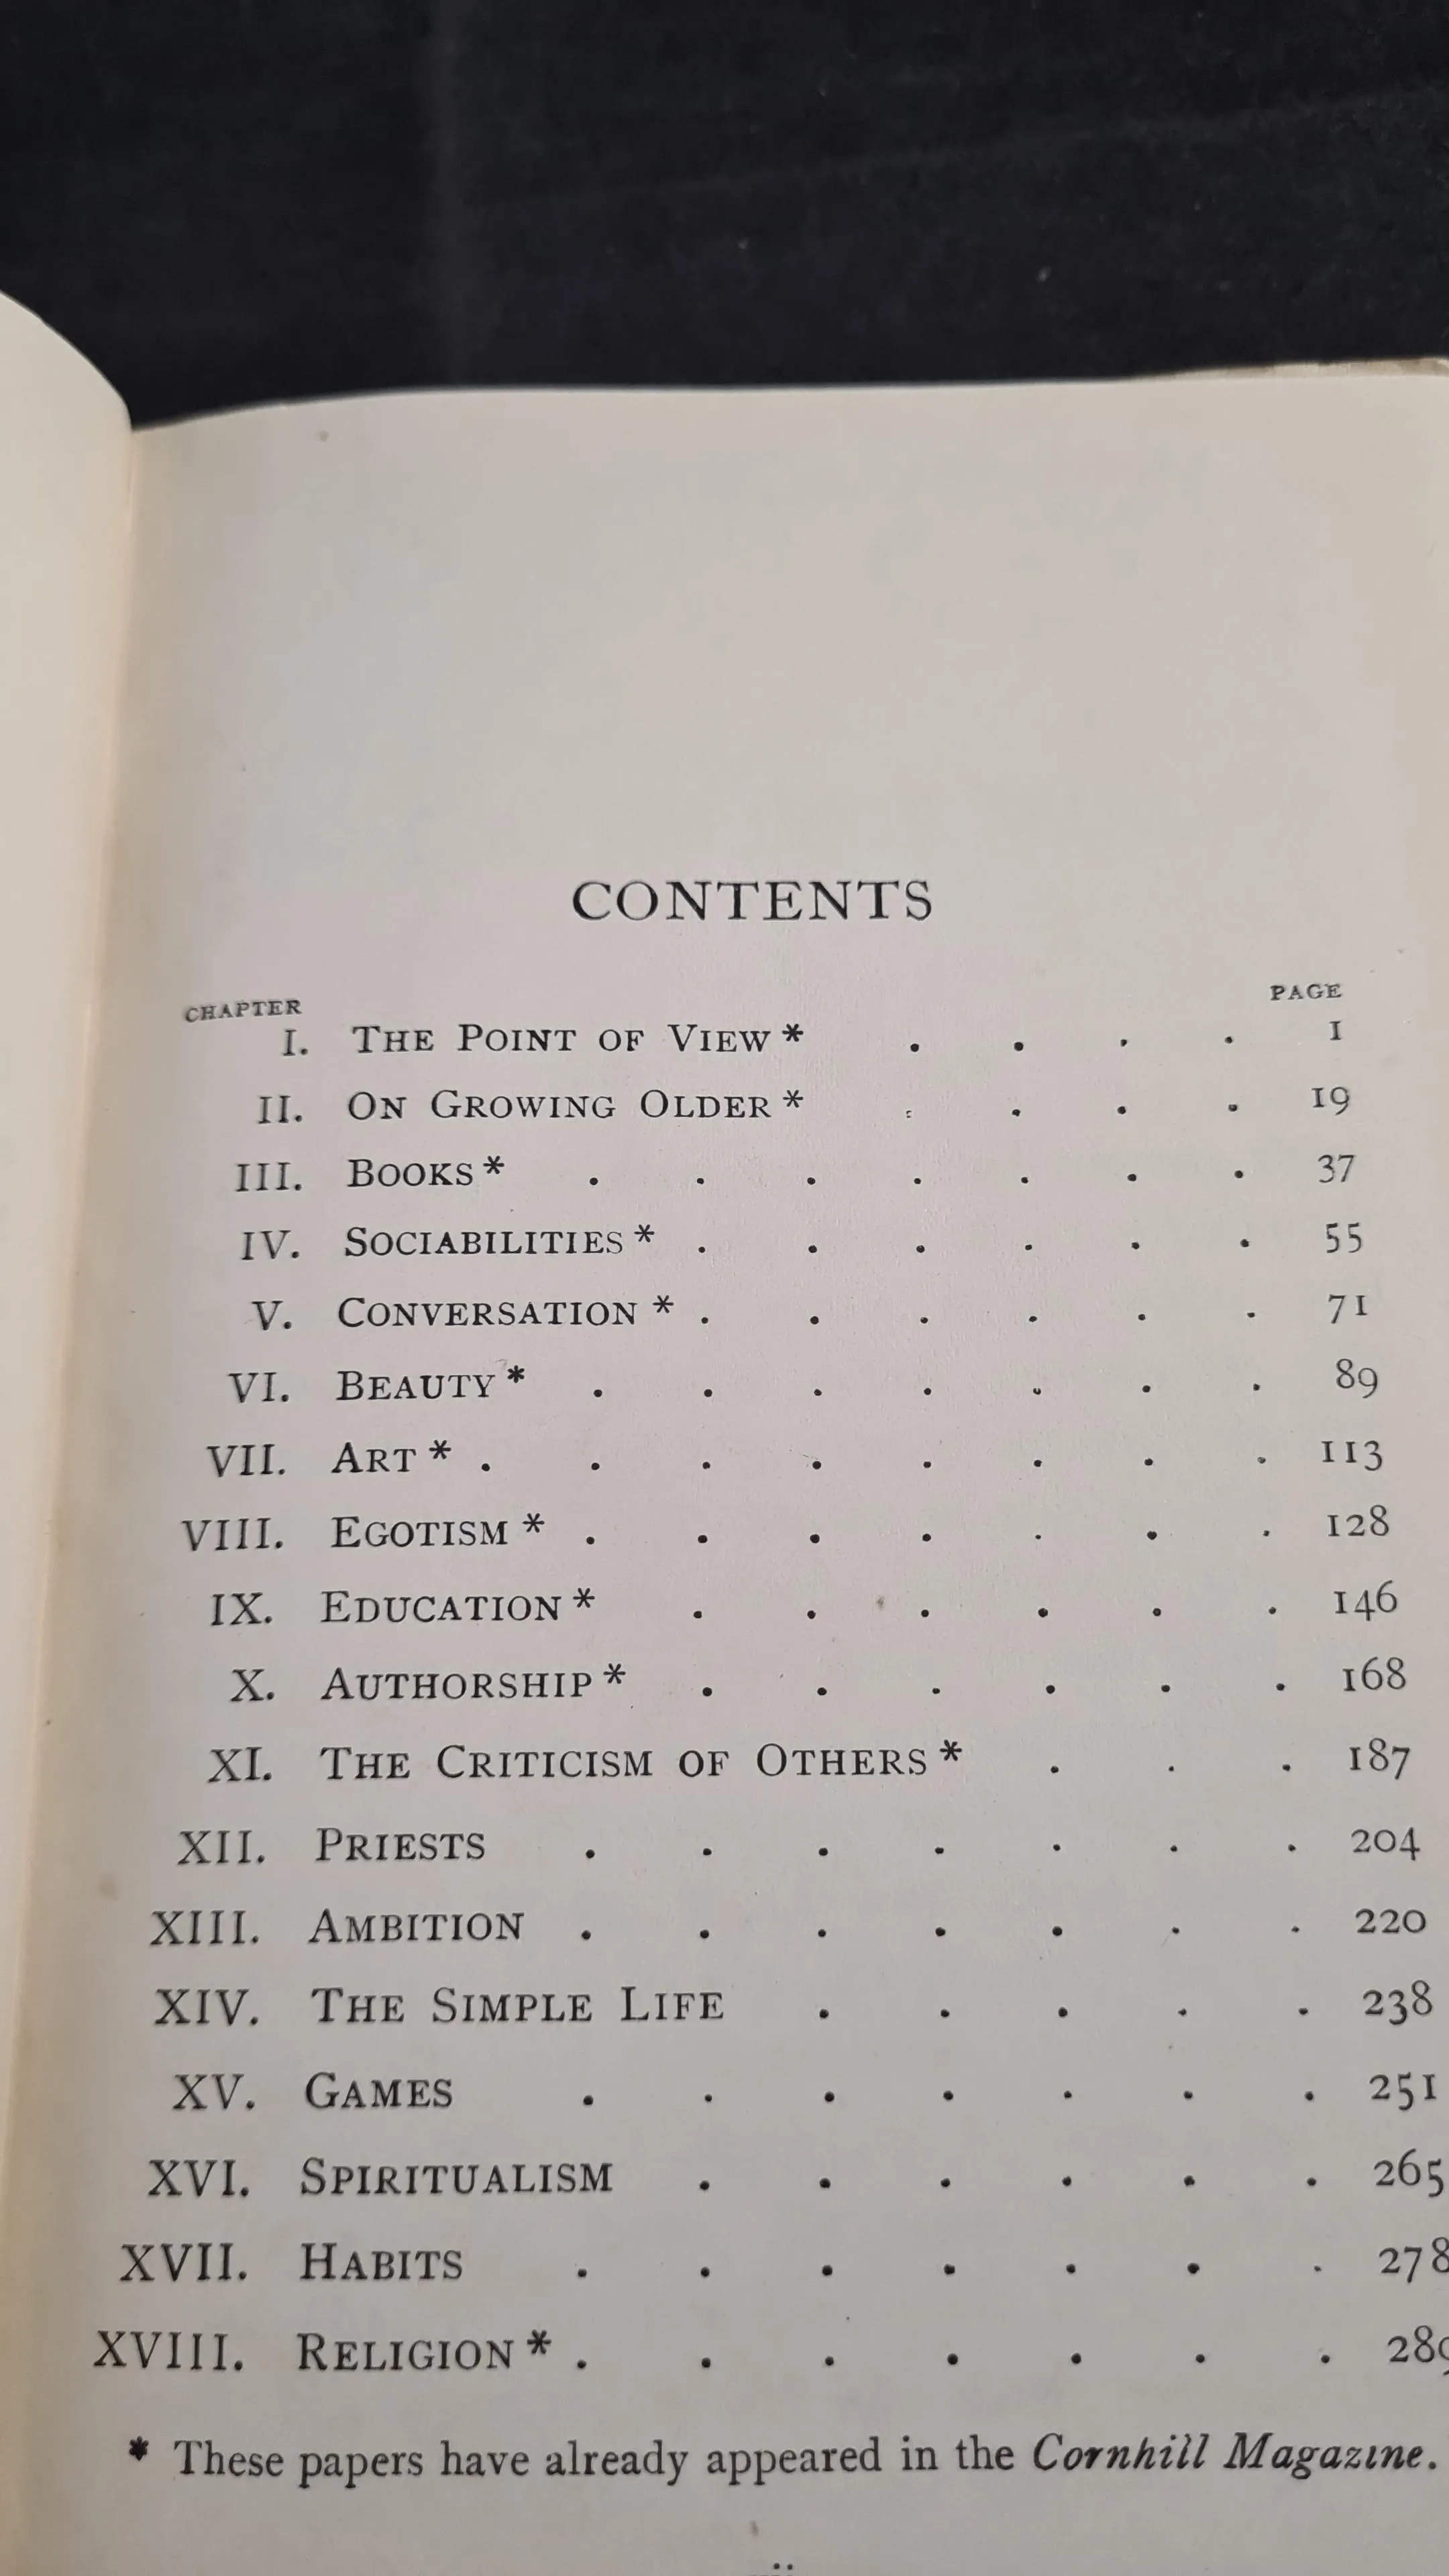 CONTENTS
CHAPTER PAGE
I. THE POINT OF VIEW * . . . . 1
II. ON GROWING OLDER * . . . . 19
III. BOOKS * . . . . . . . 37
IV. SOCIABILITIES * . . . . . . 55
V. CONVERSATION * . . . . . . 71
VI. BEAUTY * . . . . . . . 89
VII. ART * . . . . . . . . 113
VIII. EGOTISM * . . . . . . . 128
IX. EDUCATION * . . . . . . 146
X. AUTHORSHIP * . . . . . . 168
XI. THE CRITICISM OF OTHERS * . . . 187
XII. PRIESTS . . . . . . . 204
XIII. AMBITION . . . . . . . 220
XIV. THE SIMPLE LIFE . . . . . 238
XV. GAMES . . . . . . . 251
XVI. SPIRITUALISM . . . . . . 265
XVII. HABITS . . . . . . . 278
XVIII. RELIGION * . . . . . . . 289
* These papers have already appeared in the Cornhill Magazine.